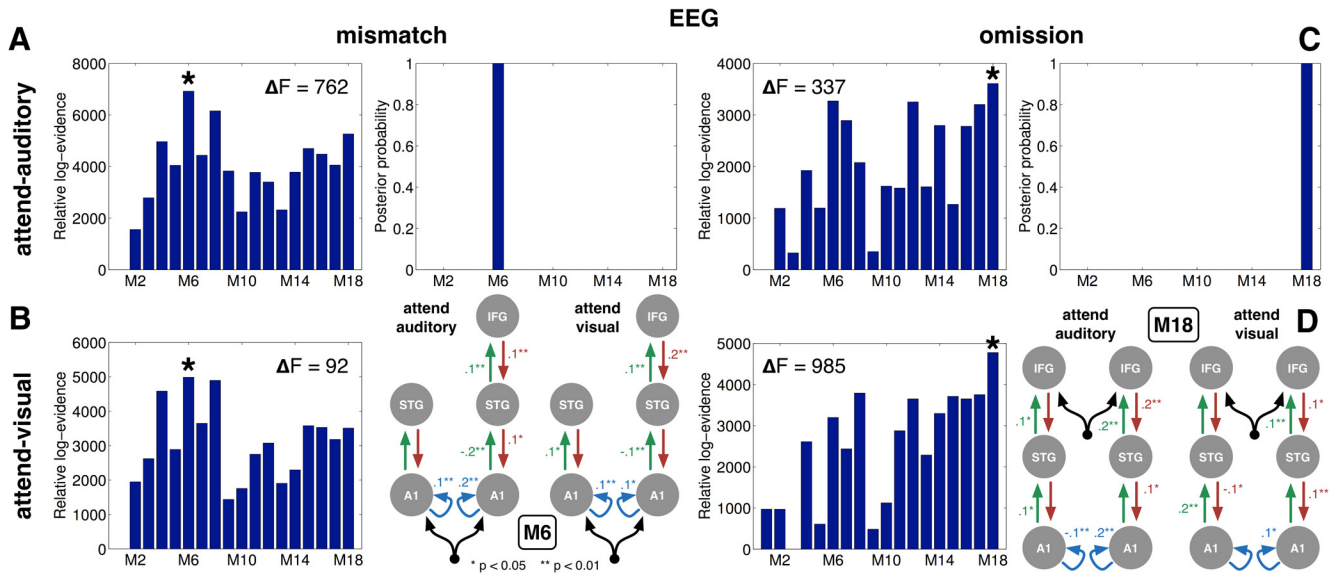 EEG
A
mismatch
omission
C
attend-auditory
Relative log-evidence
8000
6000
4000
2000
0
*
ΔF = 762
M2 M6 M10 M14 M18
Posterior probability
1
0.8
0.6
0.4
0.2
0
M2 M6 M10 M14 M18
Relative log-evidence
4000
3000
2000
1000
0
ΔF = 337
*
M2 M6 M10 M14 M18
Posterior probability
1
0.8
0.6
0.4
0.2
0
M2 M6 M10 M14 M18
B
attend-visual
Relative log-evidence
6000
5000
4000
3000
2000
1000
0
*
ΔF = 92
M2 M6 M10 M14 M18
attend
auditory
attend
visual
IFG IFG
.1** .1** .1** .2**
STG STG STG STG
-.2** .1* .1* -.1**
.1** .2** .1** .1*
A1 A1 A1 A1
M6
* p < 0.05 ** p < 0.01
Relative log-evidence
5000
4000
3000
2000
1000
0
ΔF = 985
*
M2 M6 M10 M14 M18
D
attend
auditory
M18
attend
visual
IFG IFG IFG IFG
.1* .2** .2** .1** .1*
STG STG STG STG
.1* .1* .2** -.1* .1**
-.1** .2** .1*
A1 A1 A1 A1